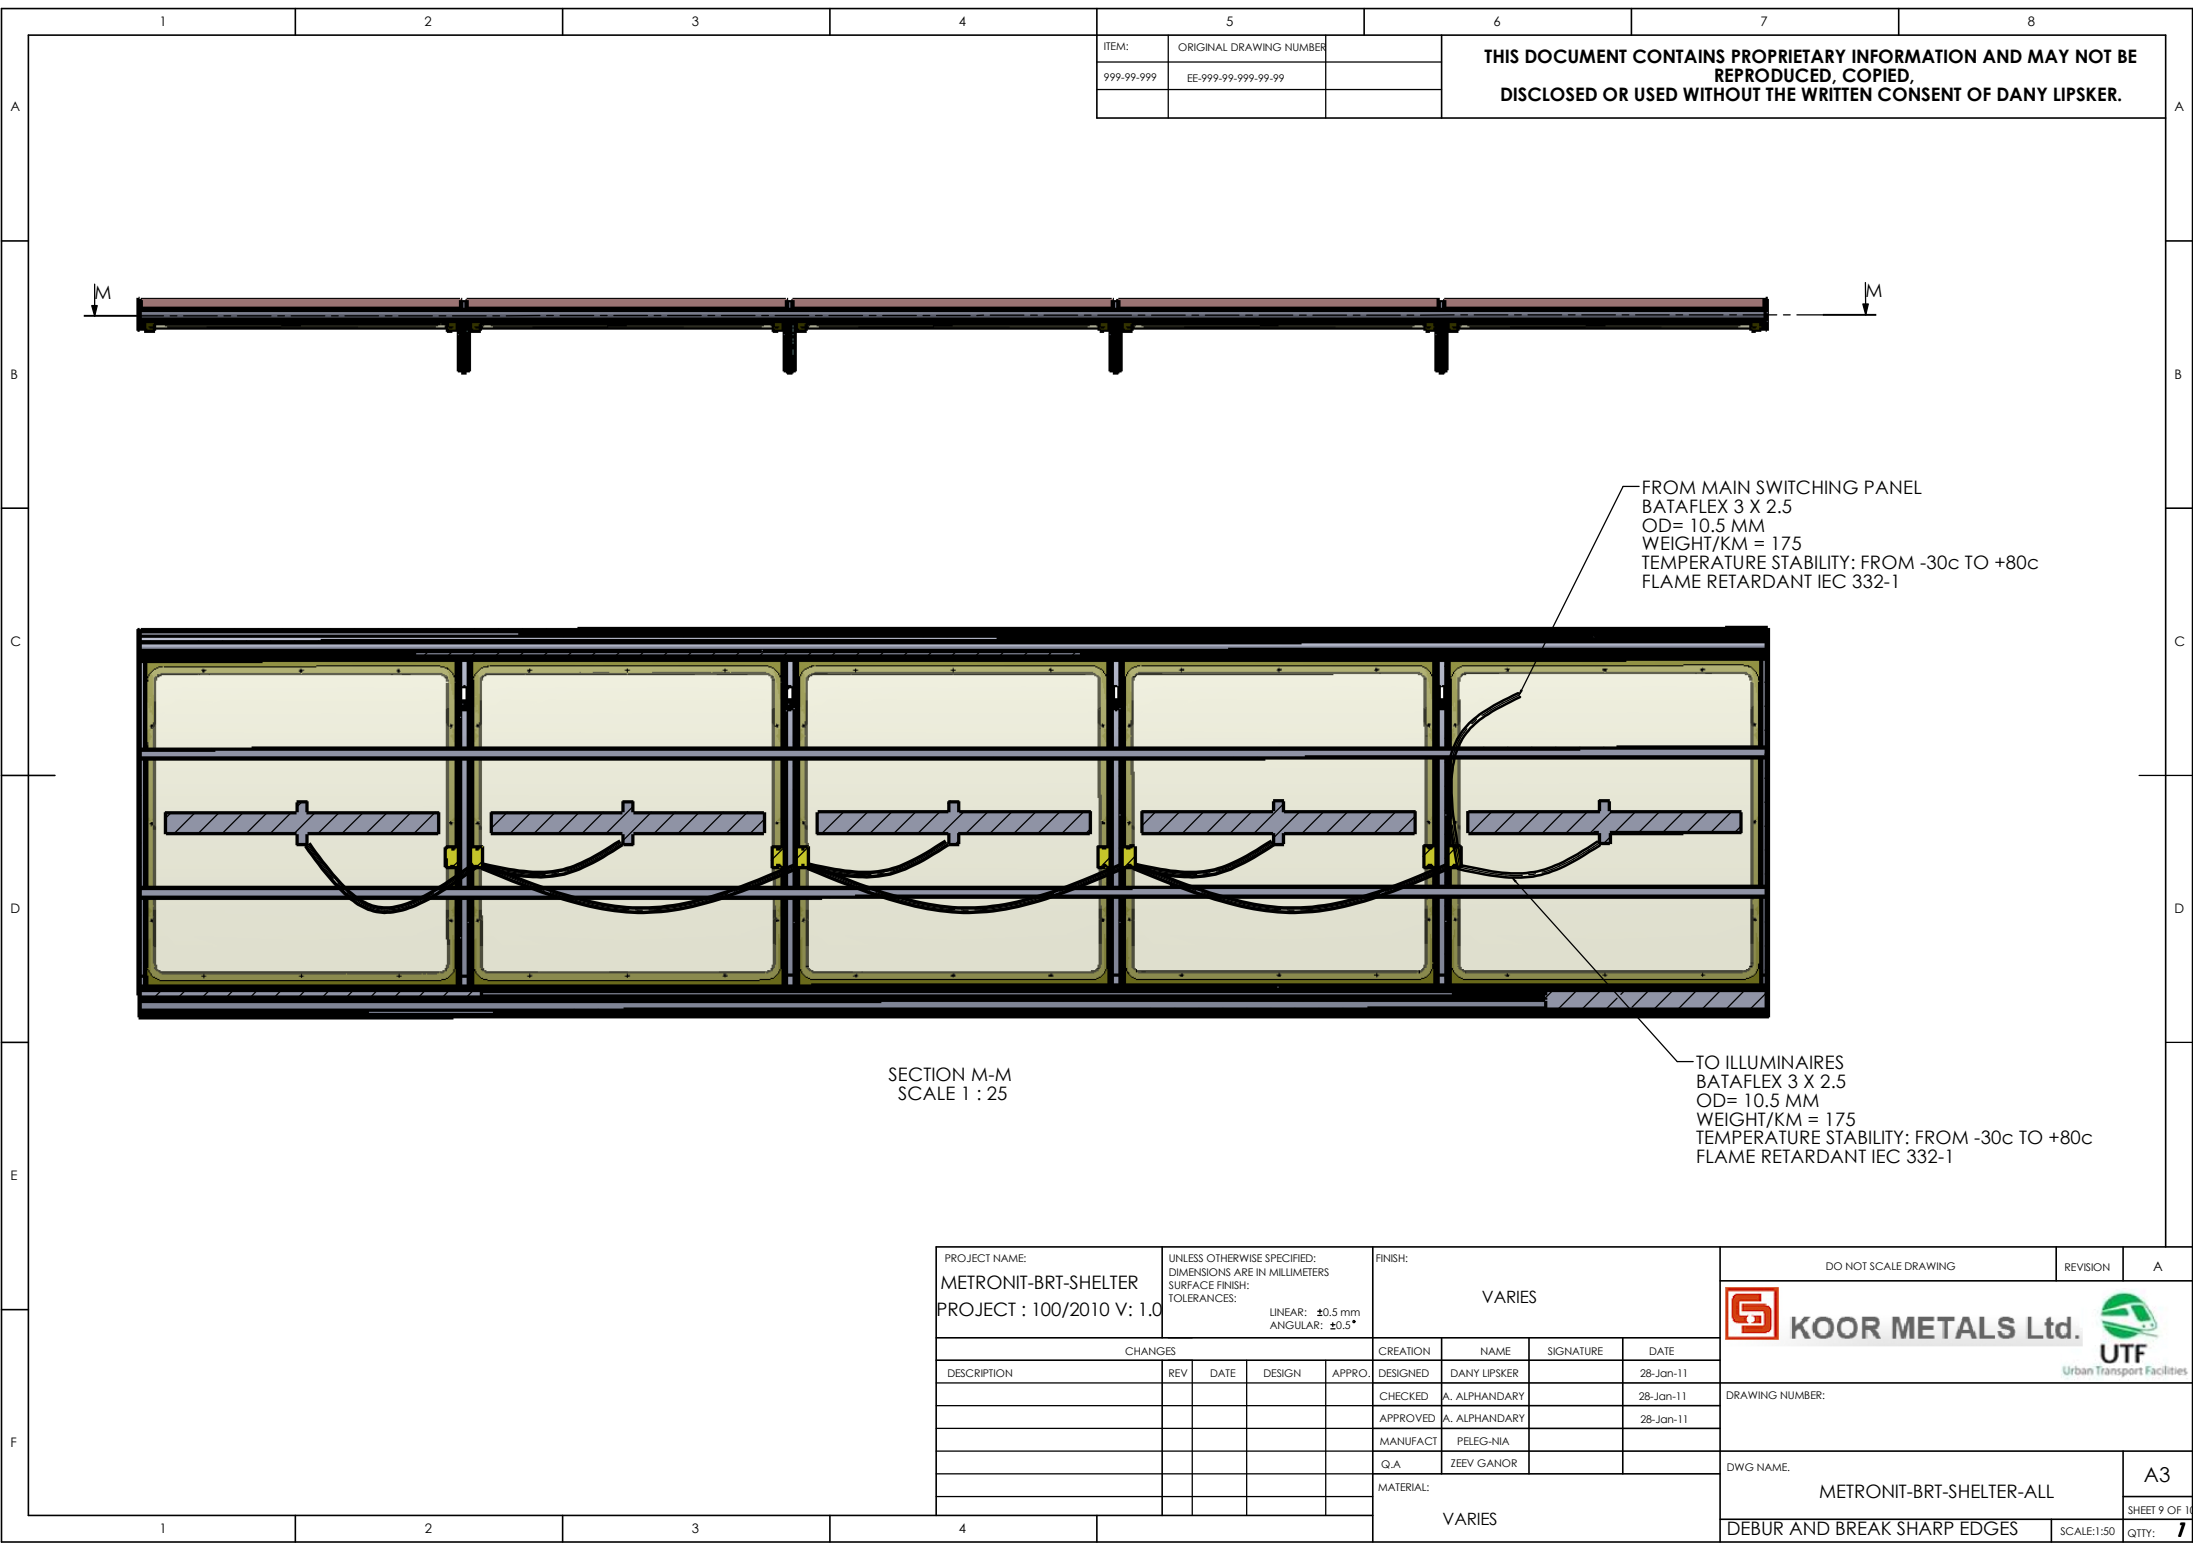 1 2 3 4 5 6 7 8
ITEM: ORIGINAL DRAWING NUMBER
999-99-999 EE-999-99-999-99-99
THIS DOCUMENT CONTAINS PROPRIETARY INFORMATION AND MAY NOT BE
REPRODUCED, COPIED,
DISCLOSED OR USED WITHOUT THE WRITTEN CONSENT OF DANY LIPSKER.
A A
M M
B B
FROM MAIN SWITCHING PANEL
BATAFLEX 3 X 2.5
OD= 10.5 MM
WEIGHT/KM = 175
TEMPERATURE STABILITY: FROM -30c TO +80c
FLAME RETARDANT IEC 332-1
C C
D D
SECTION M-M
SCALE 1 : 25
TO ILLUMINAIRES
BATAFLEX 3 X 2.5
OD= 10.5 MM
WEIGHT/KM = 175
TEMPERATURE STABILITY: FROM -30c TO +80c
FLAME RETARDANT IEC 332-1
E
F
PROJECT NAME:
METRONIT-BRT-SHELTER
PROJECT : 100/2010 V: 1.0
UNLESS OTHERWISE SPECIFIED:
DIMENSIONS ARE IN MILLIMETERS
SURFACE FINISH:
TOLERANCES:
LINEAR: ±0.5 mm
ANGULAR: ±0.5°
FINISH:
VARIES
DO NOT SCALE DRAWING REVISION A
KOOR METALS Ltd.
UTF
Urban Transport Facilities
CHANGES
DESCRIPTION REV DATE DESIGN APPRO.
CREATION NAME SIGNATURE DATE
DESIGNED DANY LIPSKER 28-Jan-11
CHECKED A. ALPHANDARY 28-Jan-11
APPROVED A. ALPHANDARY 28-Jan-11
MANUFACT PELEG-NIA
Q.A ZEEV GANOR
MATERIAL:
VARIES
DRAWING NUMBER:
DWG NAME.
METRONIT-BRT-SHELTER-ALL
A3
SHEET 9 OF 10
DEBUR AND BREAK SHARP EDGES SCALE:1:50 QTTY: 1
1 2 3 4